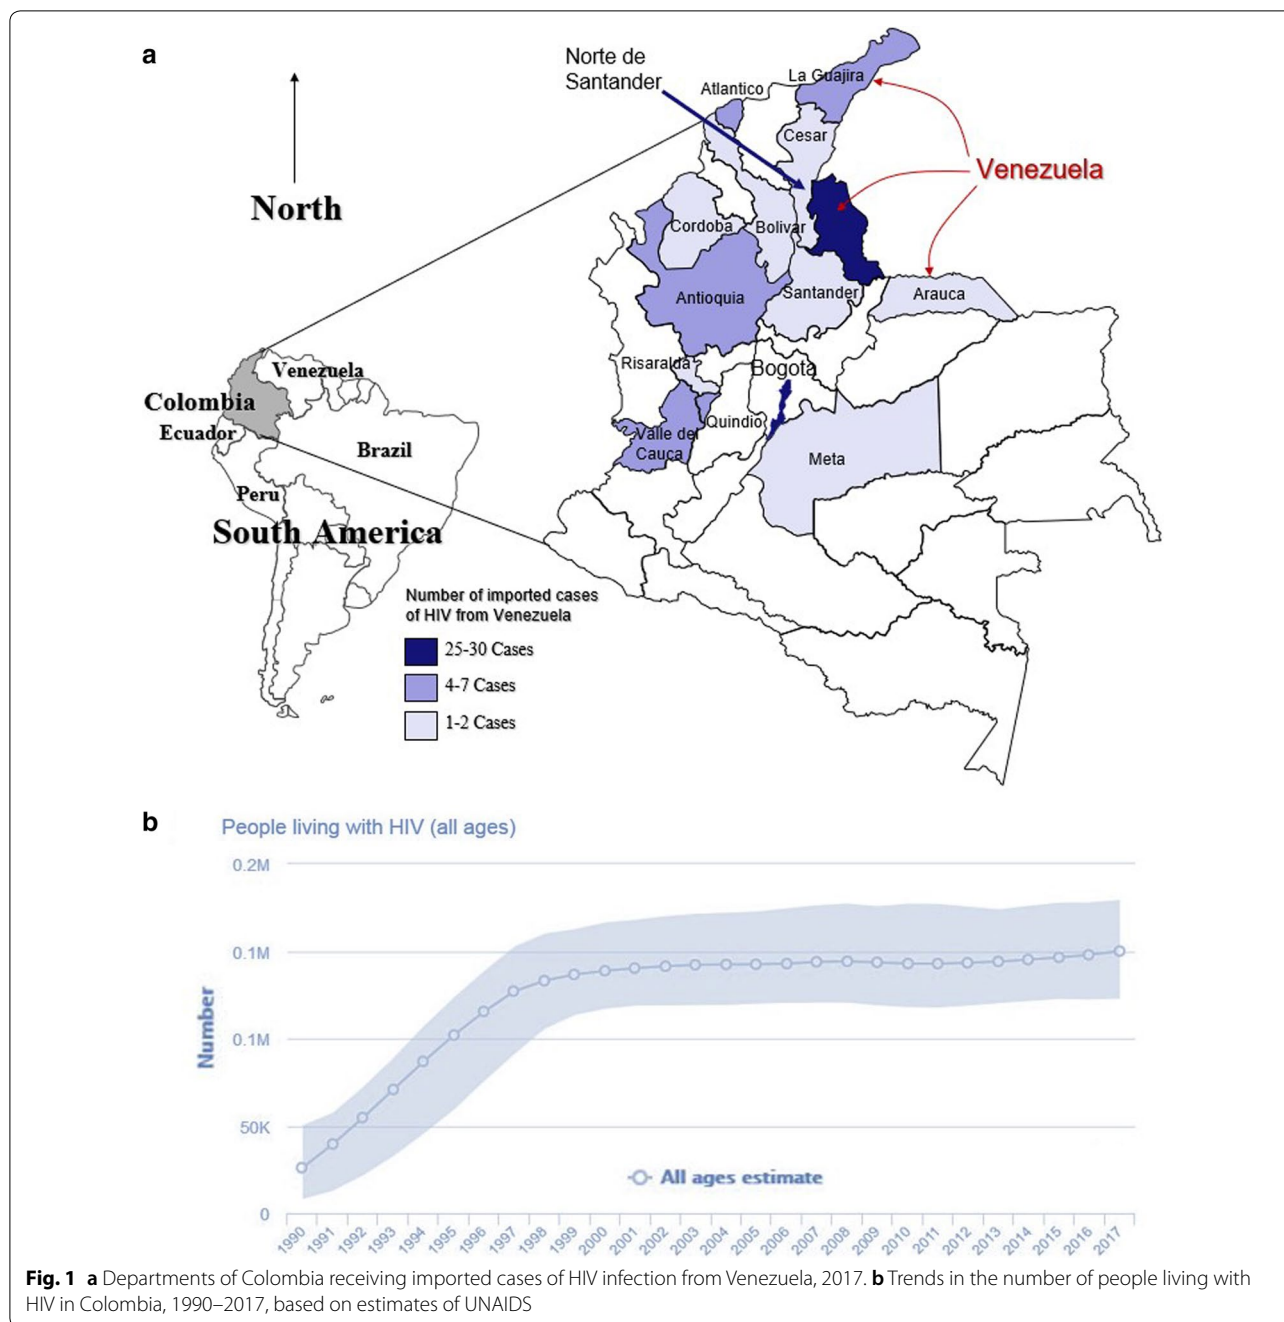 a
North
Norte de
Santander
Atlantico
La Guajira
Cesar
Venezuela
Cordoba
Bolivar
Antioquia
Santander
Arauca
Risaralda
Bogota
Quindio
Valle del
Cauca
Meta
Venezuela
Colombia
Ecuador
Brazil
Peru
South America
Number of imported cases
of HIV from Venezuela
25-30 Cases
4-7 Cases
1-2 Cases
b
People living with HIV (all ages)
0.2M
0.1M
0.1M
50K
0
Number
All ages estimate
1990 1991 1992 1993 1994 1995 1996 1997 1998 1999 2000 2001 2002 2003 2004 2005 2006 2007 2008 2009 2010 2011 2012 2013 2014 2015 2016 2017
Fig. 1 a Departments of Colombia receiving imported cases of HIV infection from Venezuela, 2017. b Trends in the number of people living with
HIV in Colombia, 1990–2017, based on estimates of UNAIDS